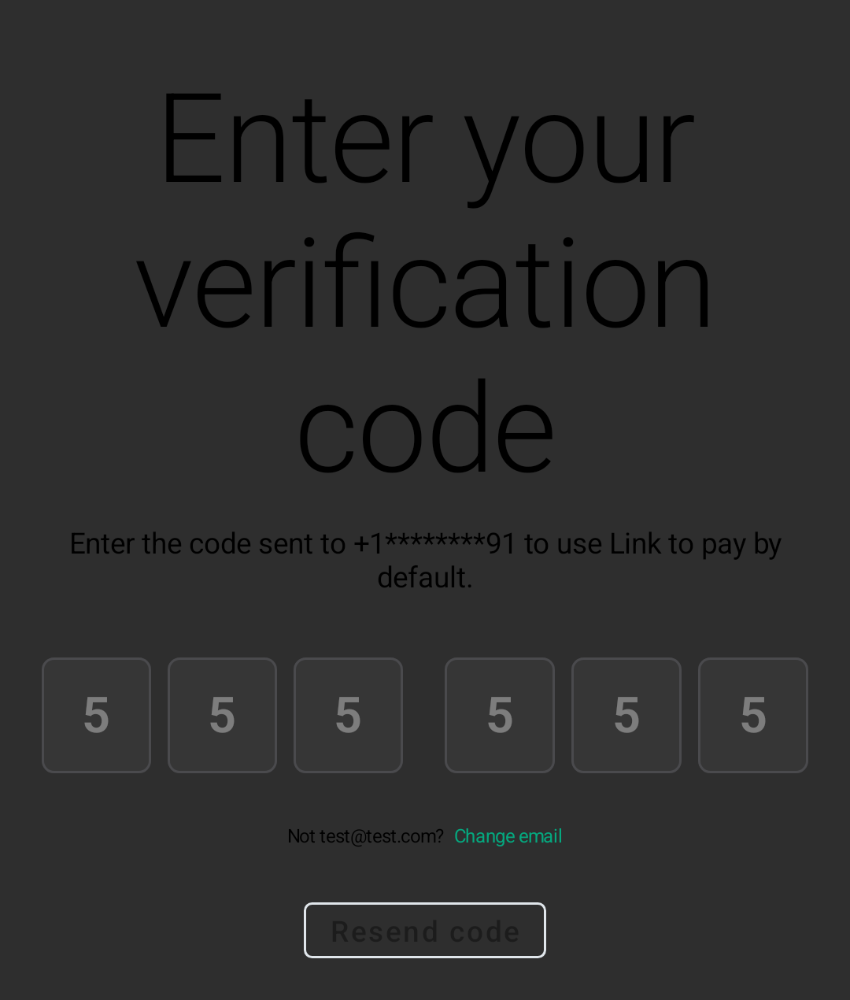 Enter your
verification
code
Enter the code sent to +1********91 to use Link to pay by
default.
5 5 5 5 5 5
Not test@test.com? Change email
Resend code